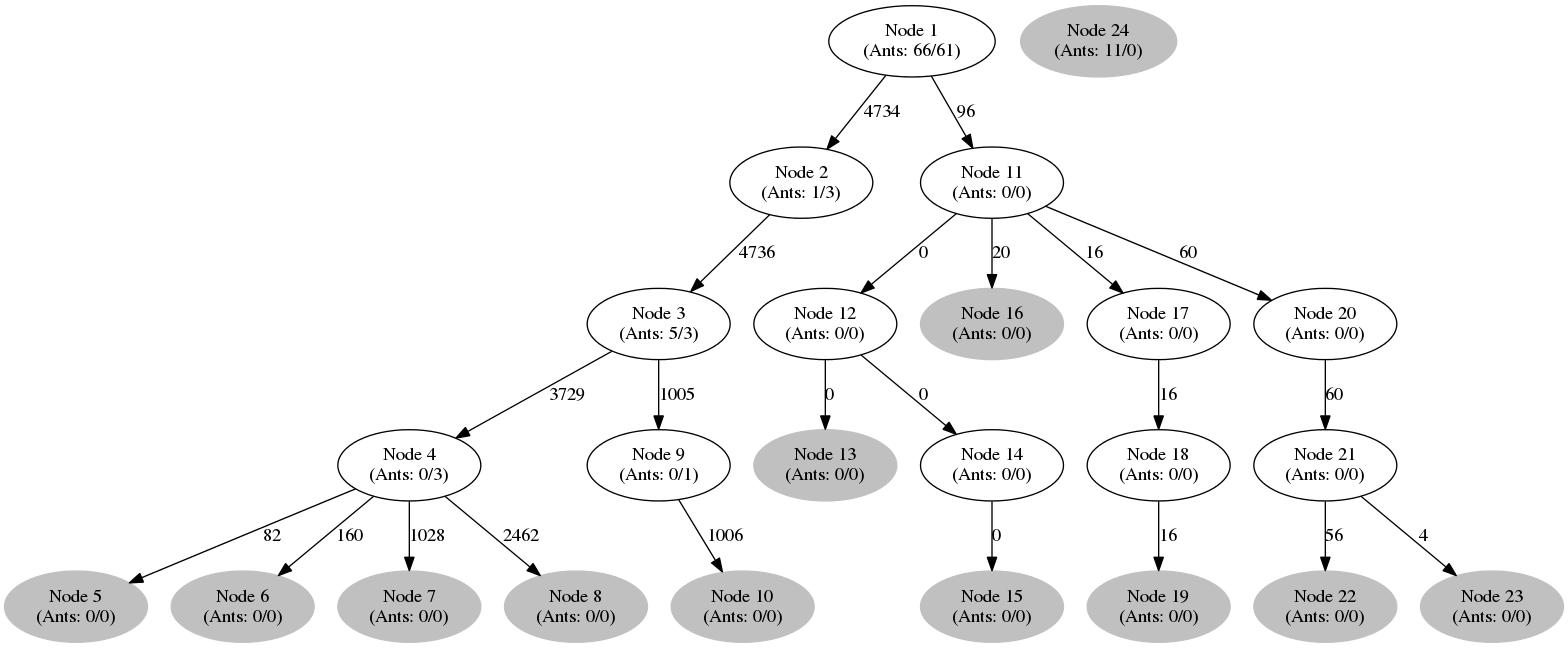 Node 1
(Ants: 66/61)
Node 24
(Ants: 11/0)
4734
96
Node 2
(Ants: 1/3)
Node 11
(Ants: 0/0)
4736
0
20
16
60
Node 3
(Ants: 5/3)
Node 12
(Ants: 0/0)
Node 16
(Ants: 0/0)
Node 17
(Ants: 0/0)
Node 20
(Ants: 0/0)
3729
1005
0
0
16
60
Node 4
(Ants: 0/3)
Node 9
(Ants: 0/1)
Node 13
(Ants: 0/0)
Node 14
(Ants: 0/0)
Node 18
(Ants: 0/0)
Node 21
(Ants: 0/0)
82
160
1028
2462
1006
0
16
56
4
Node 5
(Ants: 0/0)
Node 6
(Ants: 0/0)
Node 7
(Ants: 0/0)
Node 8
(Ants: 0/0)
Node 10
(Ants: 0/0)
Node 15
(Ants: 0/0)
Node 19
(Ants: 0/0)
Node 22
(Ants: 0/0)
Node 23
(Ants: 0/0)